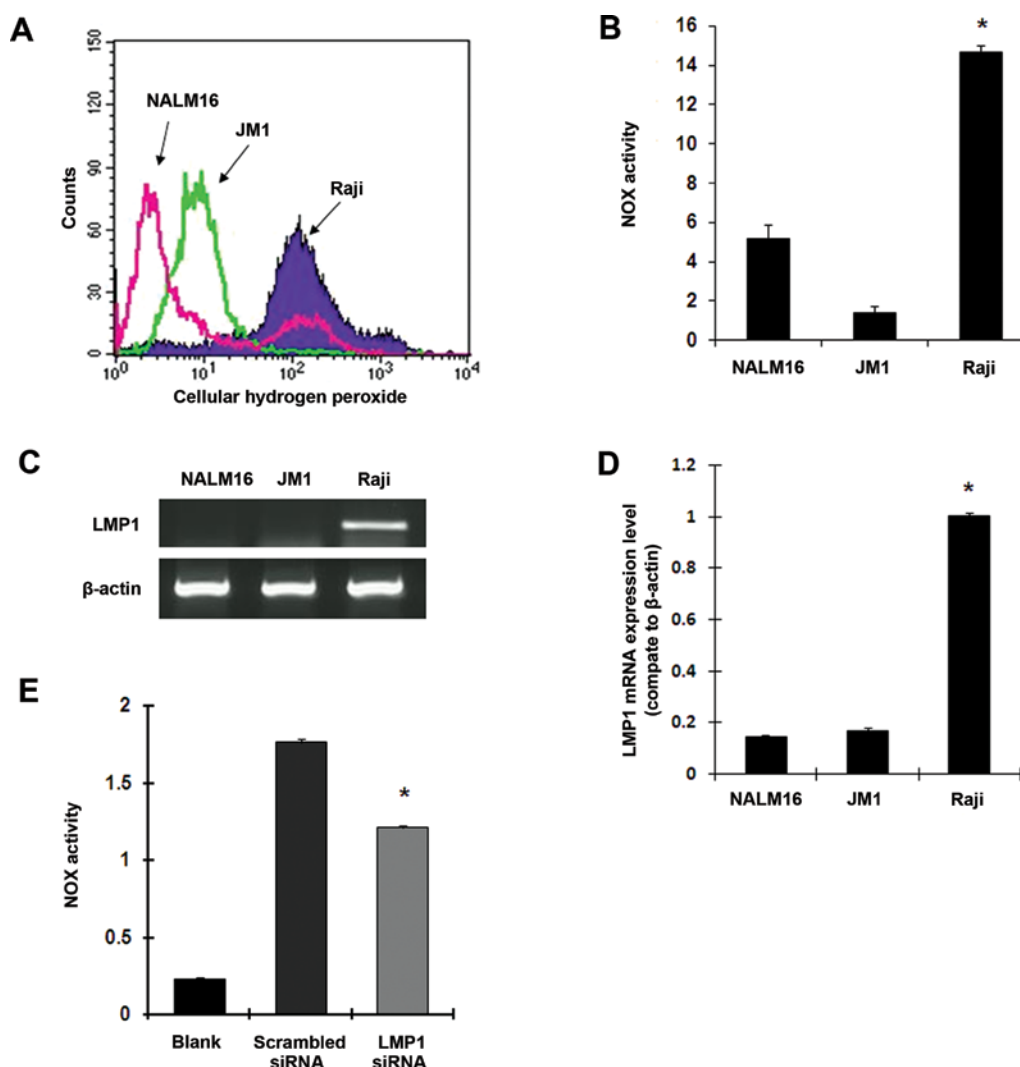 A
150
120
90
60
30
0
Counts
NALM16
JM1
Raji
10^0
10^1
10^2
10^3
10^4
Cellular hydrogen peroxide
B
16
14
12
10
8
6
4
2
0
NOX activity
*
NALM16
JM1
Raji
C
NALM16 JM1 Raji
LMP1
β-actin
D
1.2
1
0.8
0.6
0.4
0.2
0
LMP1 mRNA expression level
(compate to β-actin)
*
NALM16
JM1
Raji
E
2
1.5
1
0.5
0
NOX activity
*
Blank
Scrambled
siRNA
LMP1
siRNA